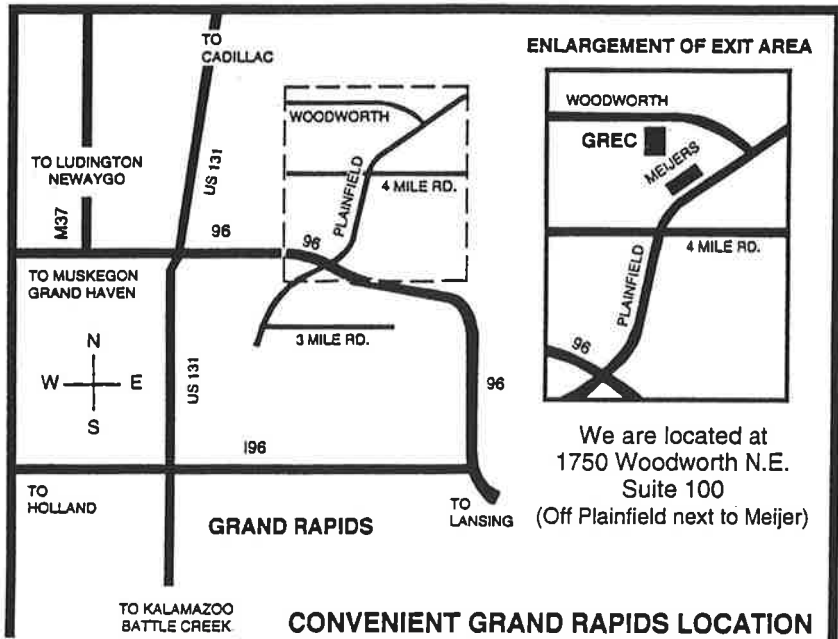 TO
CADILLAC
ENLARGEMENT OF EXIT AREA
WOODWORTH
WOODWORTH
GREC
MEIJERS
TO LUDINGTON
NEWAYGO
US 131
M37
PLAINFIELD
4 MILE RD.
96
96
4 MILE RD.
TO MUSKEGON
GRAND HAVEN
PLAINFIELD
96
3 MILE RD.
N
W E
S
US 131
96
I96
We are located at
1750 Woodworth N.E.
Suite 100
(Off Plainfield next to Meijer)
TO
HOLLAND
TO
LANSING
GRAND RAPIDS
TO KALAMAZOO
BATTLE CREEK
CONVENIENT GRAND RAPIDS LOCATION